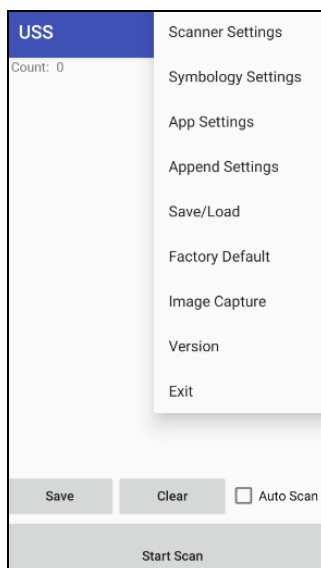 USS
Count: 0
Scanner Settings
Symbology Settings
App Settings
Append Settings
Save/Load
Factory Default
Image Capture
Version
Exit
Save
Clear
Auto Scan
Start Scan